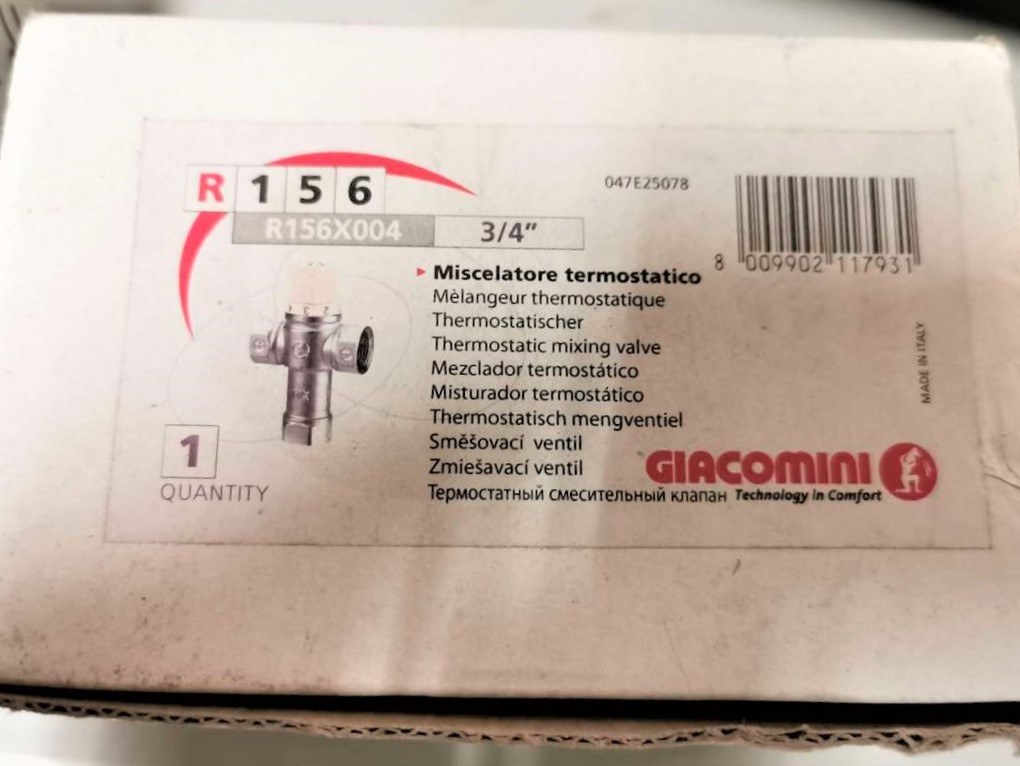 R 1 5 6
047E25078
R156X004 3/4"
8 009902 117931
Miscelatore termostatico
Mèlangeur thermostatique
Thermostatischer
Thermostatic mixing valve
Mezclador termostático
Misturador termostático
Thermostatisch mengventiel
Směšovací ventil
Zmiešavací ventil
Термостатный смесительный клапан
MADE IN ITALY
1
QUANTITY
GIACOMINI
Technology in Comfort